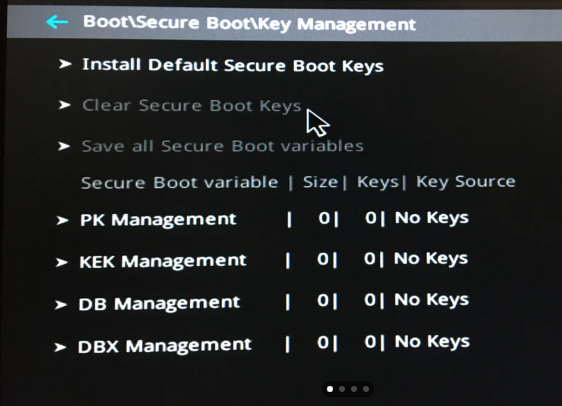 Boot\Secure Boot\Key Management
Install Default Secure Boot Keys
Clear Secure Boot Keys
Save all Secure Boot variables
Secure Boot variable | Size| Keys| Key Source
PK Management | 0| 0| No Keys
KEK Management | 0| 0| No Keys
DB Management | 0| 0| No Keys
DBX Management | 0| 0| No Keys